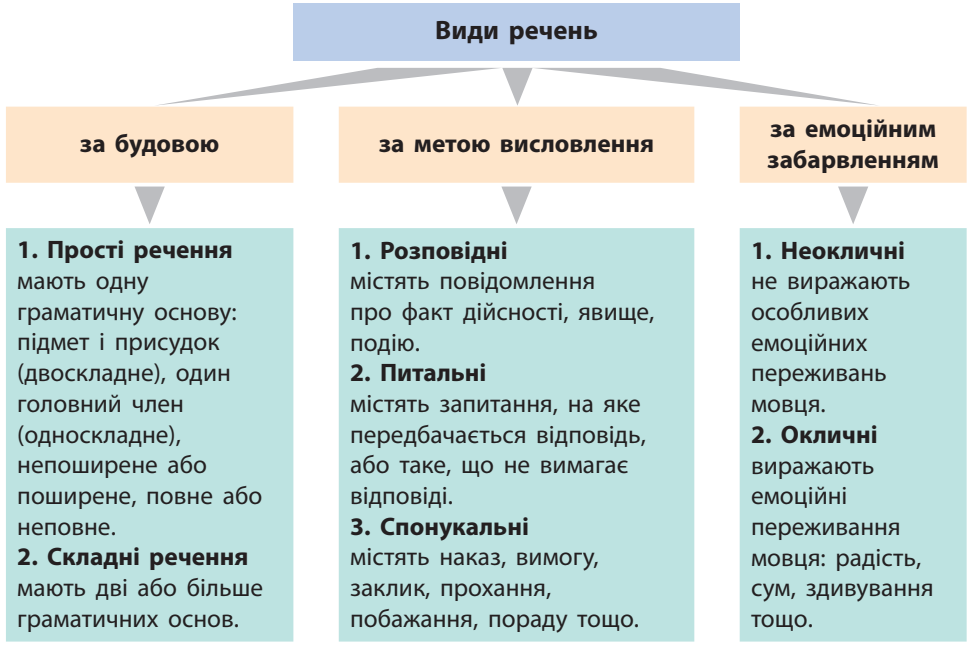 Види речень
за будовою
за метою висловлення
за емоційним
забарвленням
1. Прості речення
мають одну
граматичну основу:
підмет і присудок
(двоскладне), один
головний член
(односкладне),
непоширене або
поширене, повне або
неповне.
2. Складні речення
мають дві або більше
граматичних основ.
1. Розповідні
містять повідомлення
про факт дійсності, явище,
подію.
2. Питальні
містять запитання, на яке
передбачається відповідь,
або таке, що не вимагає
відповіді.
3. Спонукальні
містять наказ, вимогу,
заклик, прохання,
побажання, пораду тощо.
1. Неокличні
не виражають
особливих
емоційних
переживань
мовця.
2. Окличні
виражають
емоційні
переживання
мовця: радість,
сум, здивування
тощо.